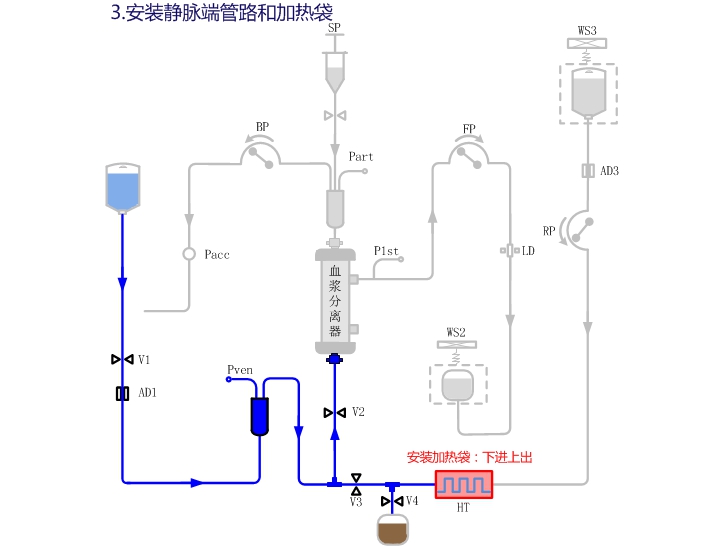 3.安装静脉端管路和加热袋
SP
WS3
BP
FP
Part
AD3
RP
Pacc
P1st
LD
血
浆
分
离
器
WS2
V1
Pven
AD1
V2
安装加热袋：下进上出
V3
V4
HT